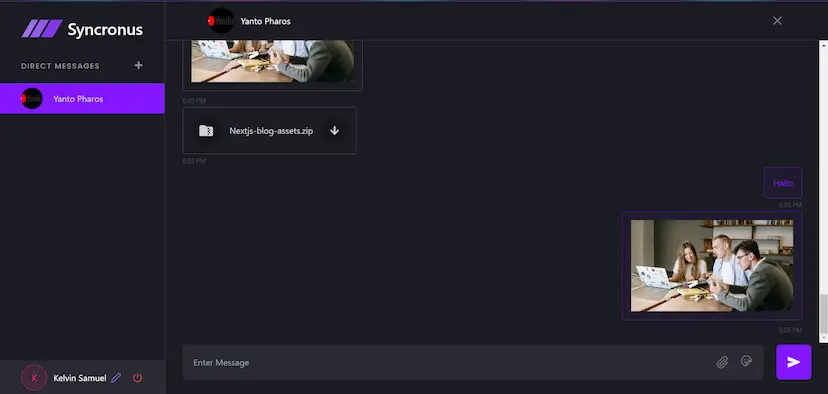 Syncronus
DIRECT MESSAGES
Yanto Pharos
Kelvin Samuel
K
Yanto Pharos
6:05 PM
Nextjs-blog-assets.zip
6:05 PM
Hallo
6:05 PM
6:05 PM
Enter Message